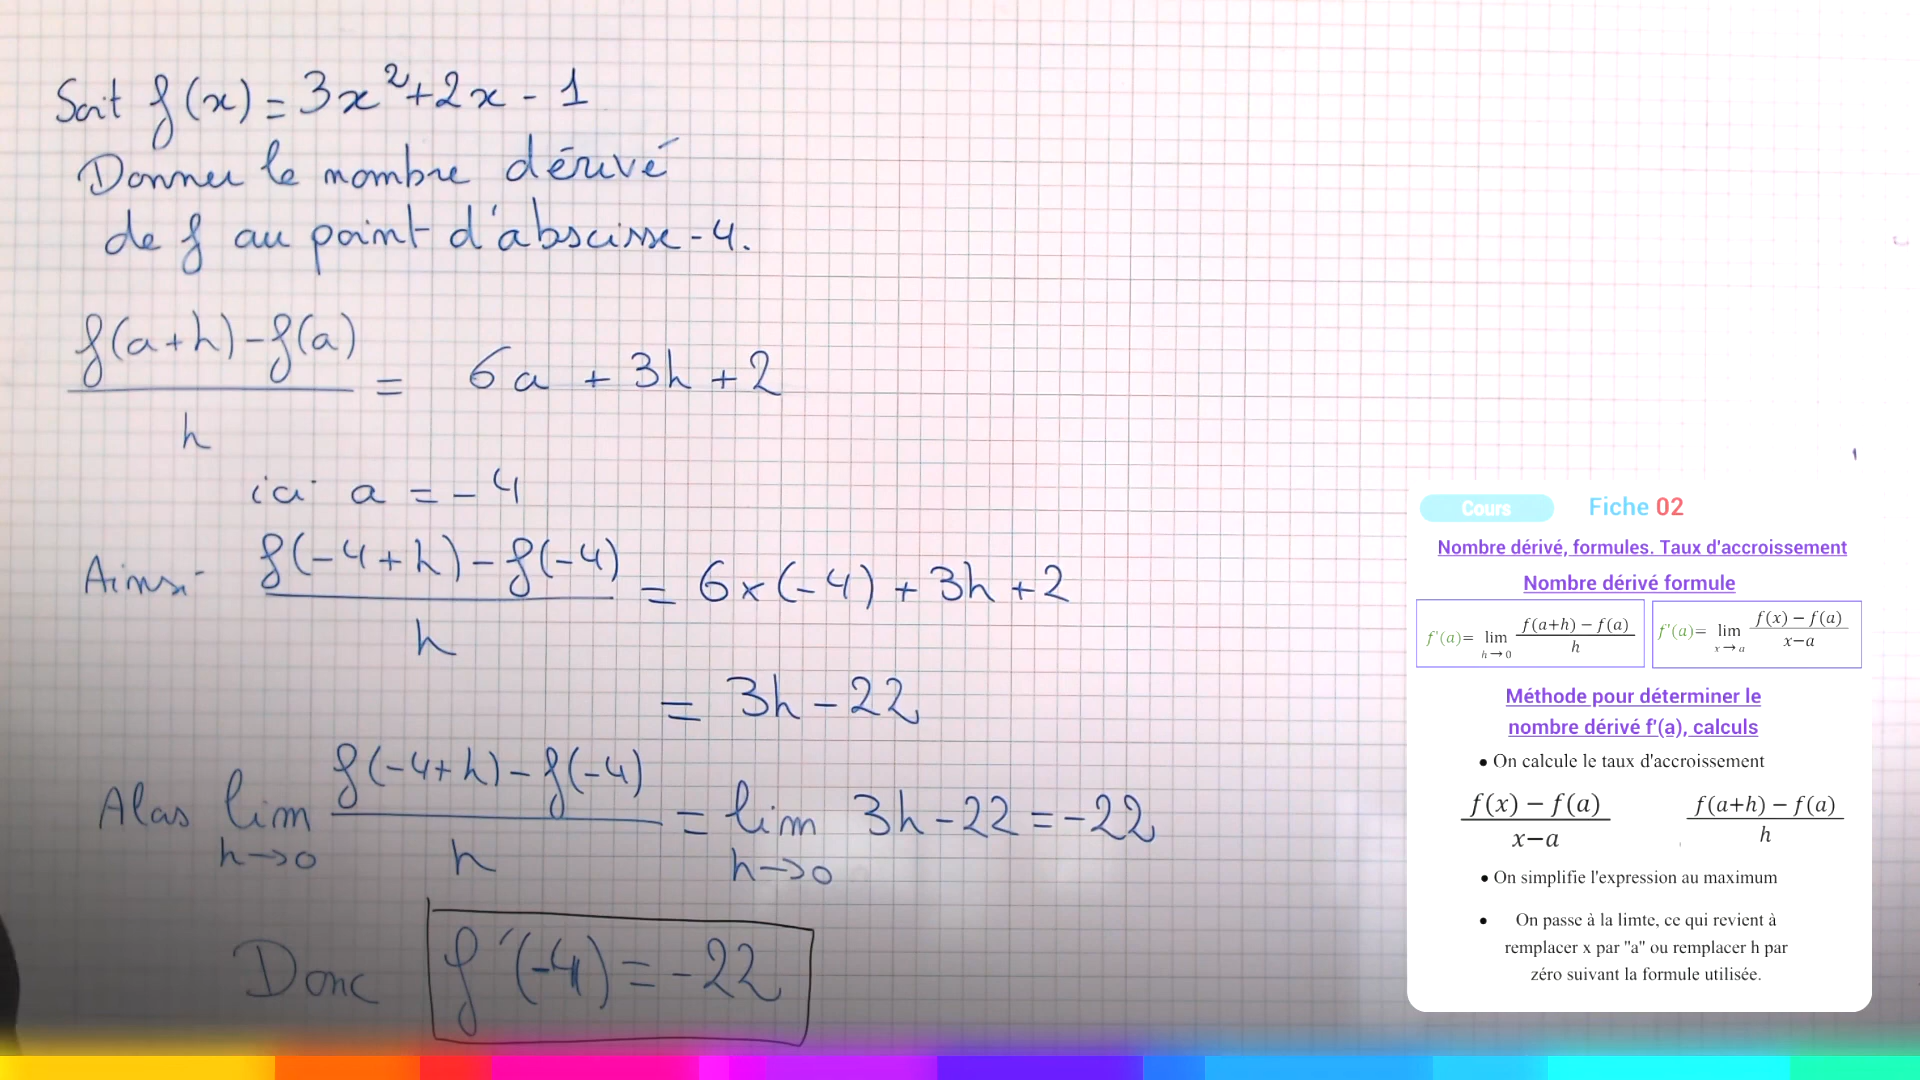 Soit f(x) = 3x²+2x - 1
Donner le nombre dérivé
de f au point d'abscisse -4.
f(a+h)-f(a) / h = 6a + 3h + 2
ici a = -4
Ainsi f(-4+h)-f(-4) / h = 6×(-4) + 3h + 2
= 3h - 22
Alos lim h→0 f(-4+h)-f(-4) / h = lim h→0 3h-22 = -22
Donc f'(-4) = -22
Cours
Fiche 02
Nombre dérivé, formules. Taux d'accroissement
Nombre dérivé formule
f'(a)= lim h→0 f(a+h) − f(a) / h
f'(a)= lim x→a f(x) − f(a) / x−a
Méthode pour déterminer le
nombre dérivé f'(a), calculs
• On calcule le taux d'accroissement
f(x) − f(a) / x−a
f(a+h) − f(a) / h
• On simplifie l'expression au maximum
• On passe à la limte, ce qui revient à
remplacer x par "a" ou remplacer h par
zéro suivant la formule utilisée.